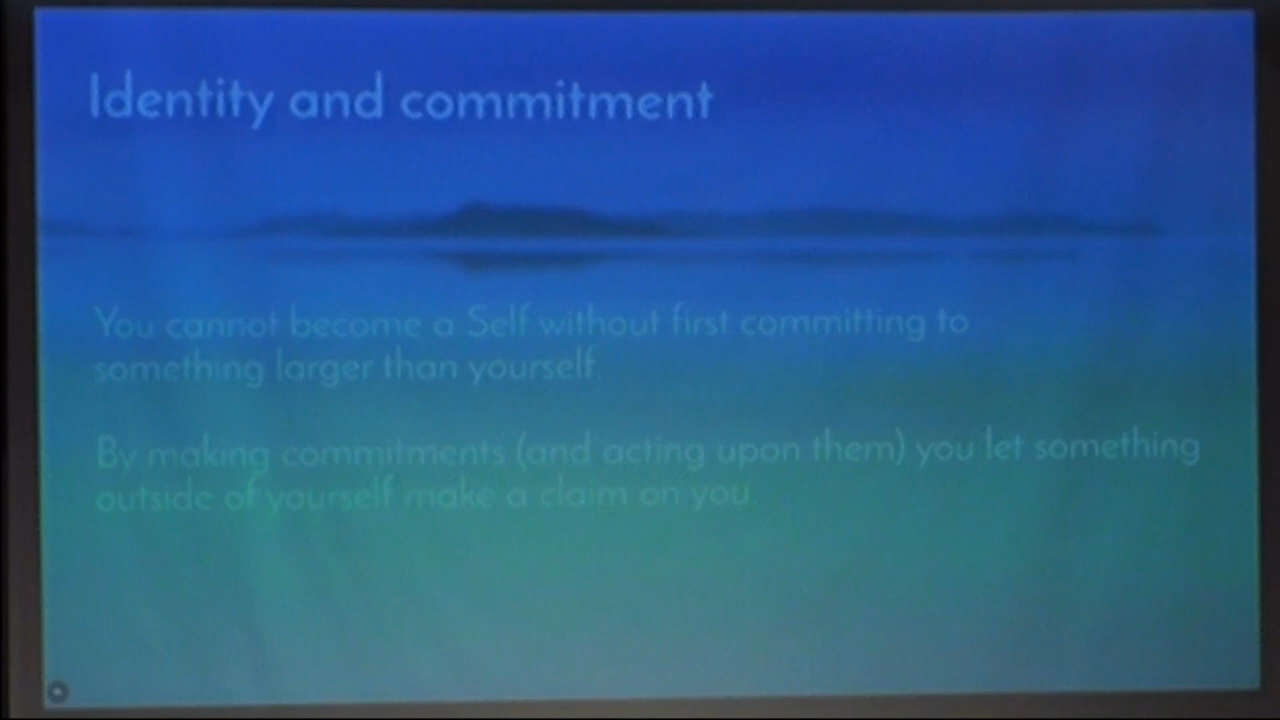 Identity and commitment
You cannot become a Self without first committing to
something larger than yourself.
By making commitments (and acting upon them) you let something
outside of yourself make a claim on you.